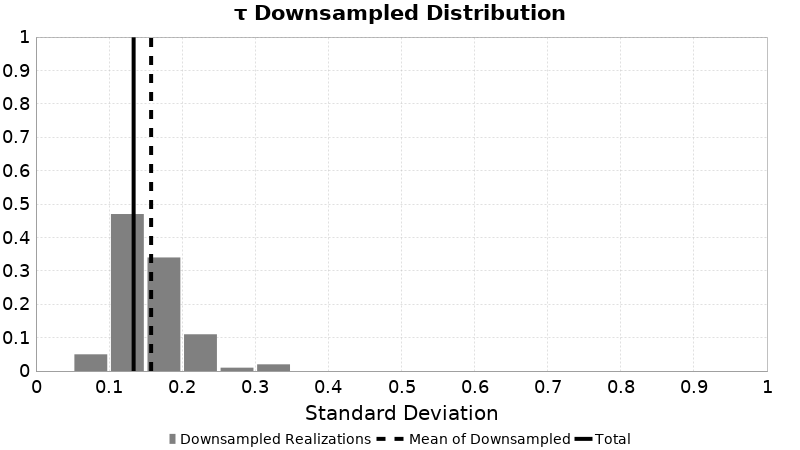 τ Downsampled Distribution
1
0.9
0.8
0.7
0.6
0.5
0.4
0.3
0.2
0.1
0
0 0.1 0.2 0.3 0.4 0.5 0.6 0.7 0.8 0.9 1
Standard Deviation
Downsampled Realizations Mean of Downsampled Total